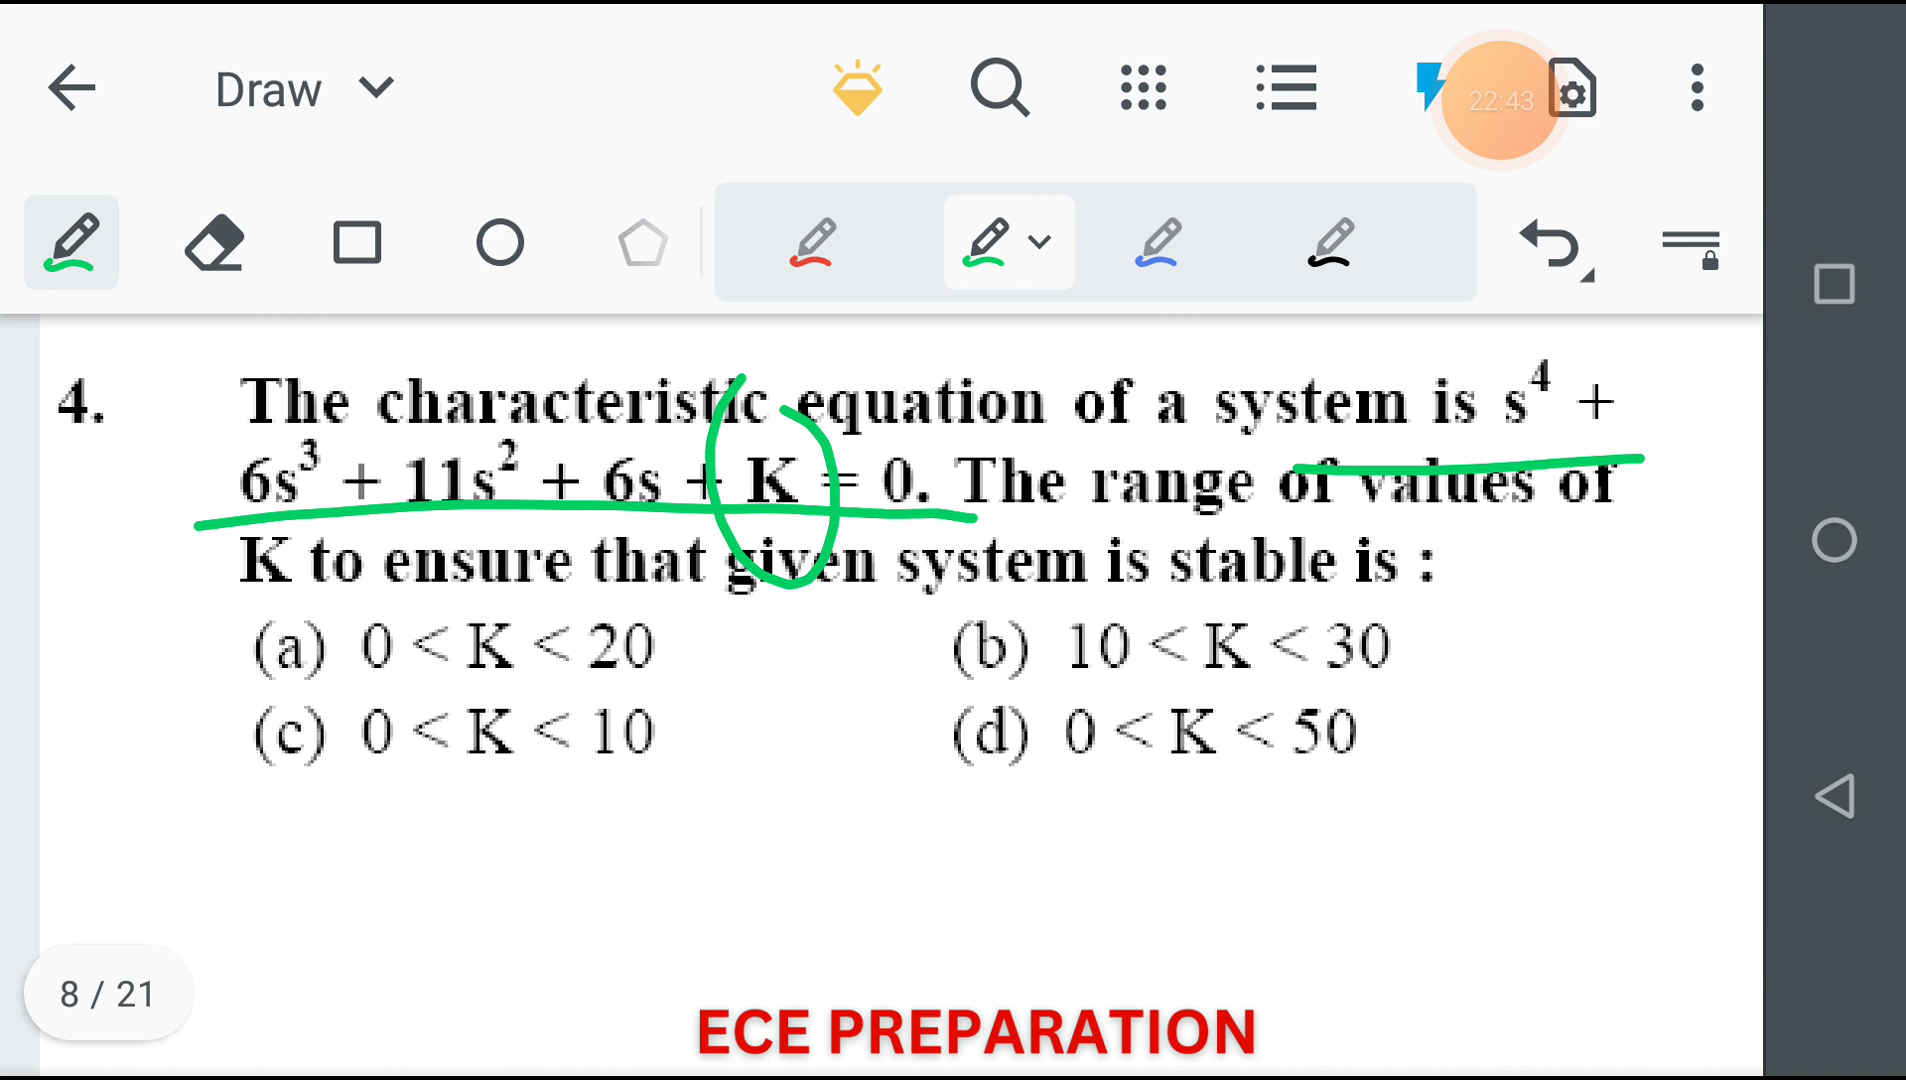 Draw
22:43
4. The characteristic equation of a system is s⁴ +
6s³ + 11s² + 6s + K = 0. The range of values of
K to ensure that given system is stable is :
(a) 0 < K < 20 (b) 10 < K < 30
(c) 0 < K < 10 (d) 0 < K < 50
8 / 21
ECE PREPARATION